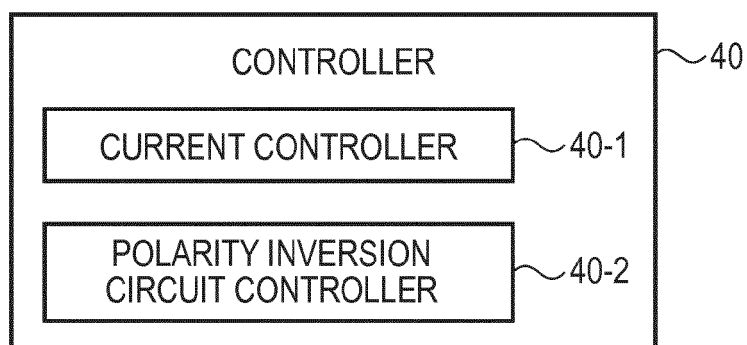 CONTROLLER
40
CURRENT CONTROLLER
40-1
POLARITY INVERSION
CIRCUIT CONTROLLER
40-2